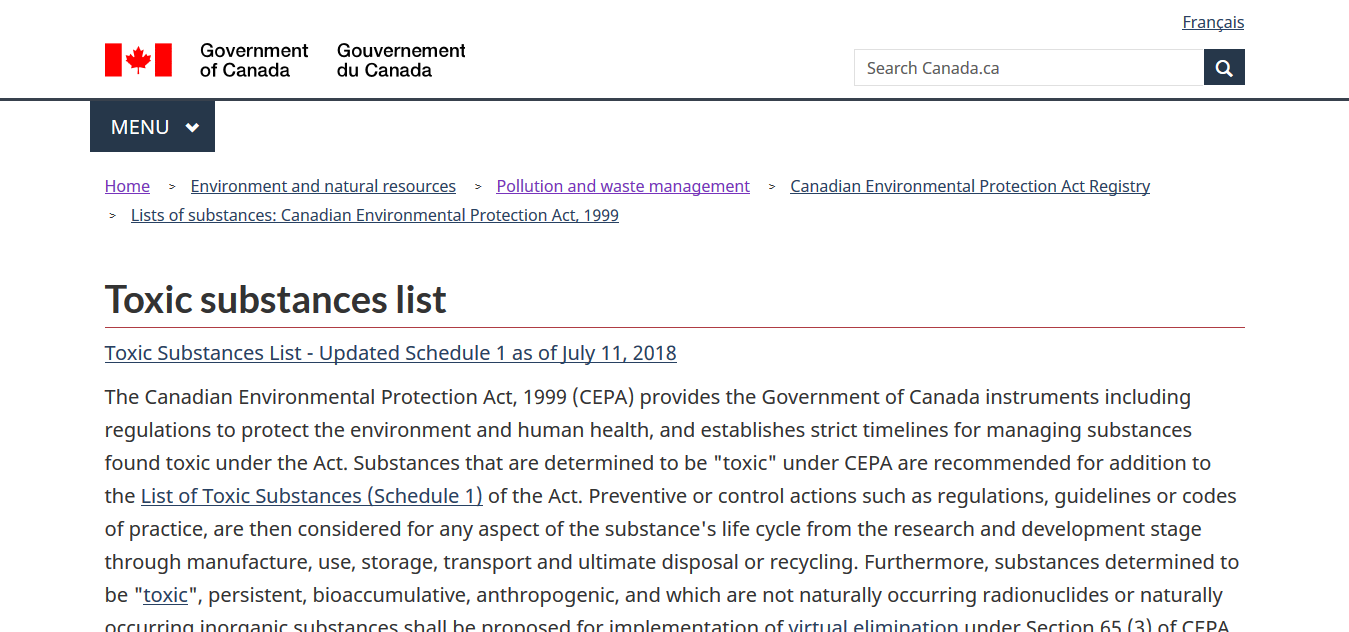 Français
Government of Canada
Gouvernement du Canada
Search Canada.ca
MENU
Home > Environment and natural resources > Pollution and waste management > Canadian Environmental Protection Act Registry
> Lists of substances: Canadian Environmental Protection Act, 1999
Toxic substances list
Toxic Substances List - Updated Schedule 1 as of July 11, 2018
The Canadian Environmental Protection Act, 1999 (CEPA) provides the Government of Canada instruments including
regulations to protect the environment and human health, and establishes strict timelines for managing substances
found toxic under the Act. Substances that are determined to be "toxic" under CEPA are recommended for addition to
the List of Toxic Substances (Schedule 1) of the Act. Preventive or control actions such as regulations, guidelines or codes
of practice, are then considered for any aspect of the substance's life cycle from the research and development stage
through manufacture, use, storage, transport and ultimate disposal or recycling. Furthermore, substances determined to
be "toxic", persistent, bioaccumulative, anthropogenic, and which are not naturally occurring radionuclides or naturally
occurring inorganic substances shall be proposed for implementation of virtual elimination under Section 65 (3) of CEPA